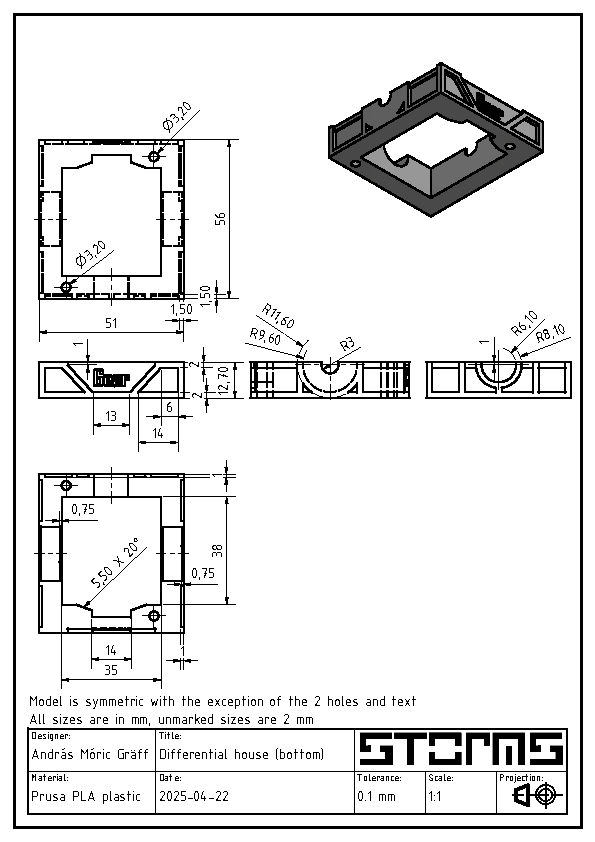 Ø3,20
56
Ø3,20
1,50
1,50
51
1
Gear
2
12,70
2
13
6
14
R11,60
R9,60
R3
1
R6,10
R8,10
1
0,75
5,50 X 20°
38
0,75
14
1
35
Model is symmetric with the exception of the 2 holes and text
All sizes are in mm, unmarked sizes are 2 mm
Designer:
András Móric Gräff
Title:
Differential house (bottom)
STORMS
Material:
Prusa PLA plastic
Date:
2025-04-22
Tolerance:
0.1 mm
Scale:
1:1
Projection: